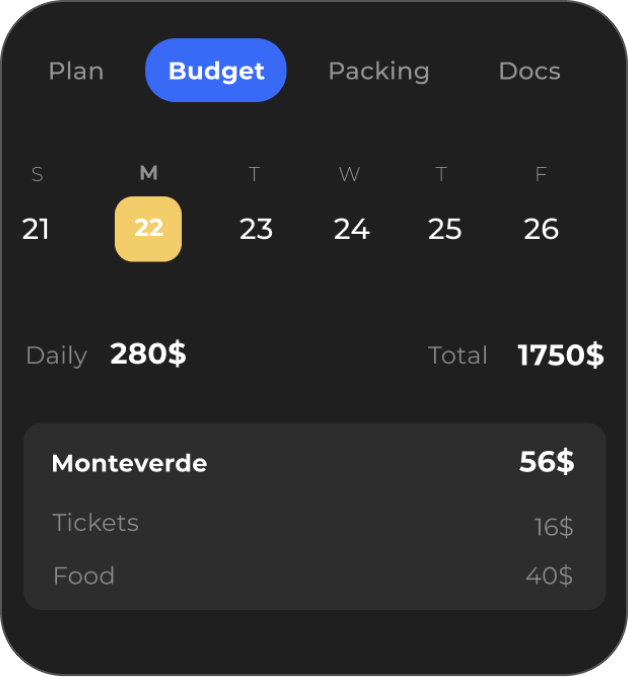 Plan Budget Packing Docs
S M T W T F
21 22 23 24 25 26
Daily 280$ Total 1750$
Monteverde 56$
Tickets 16$
Food 40$